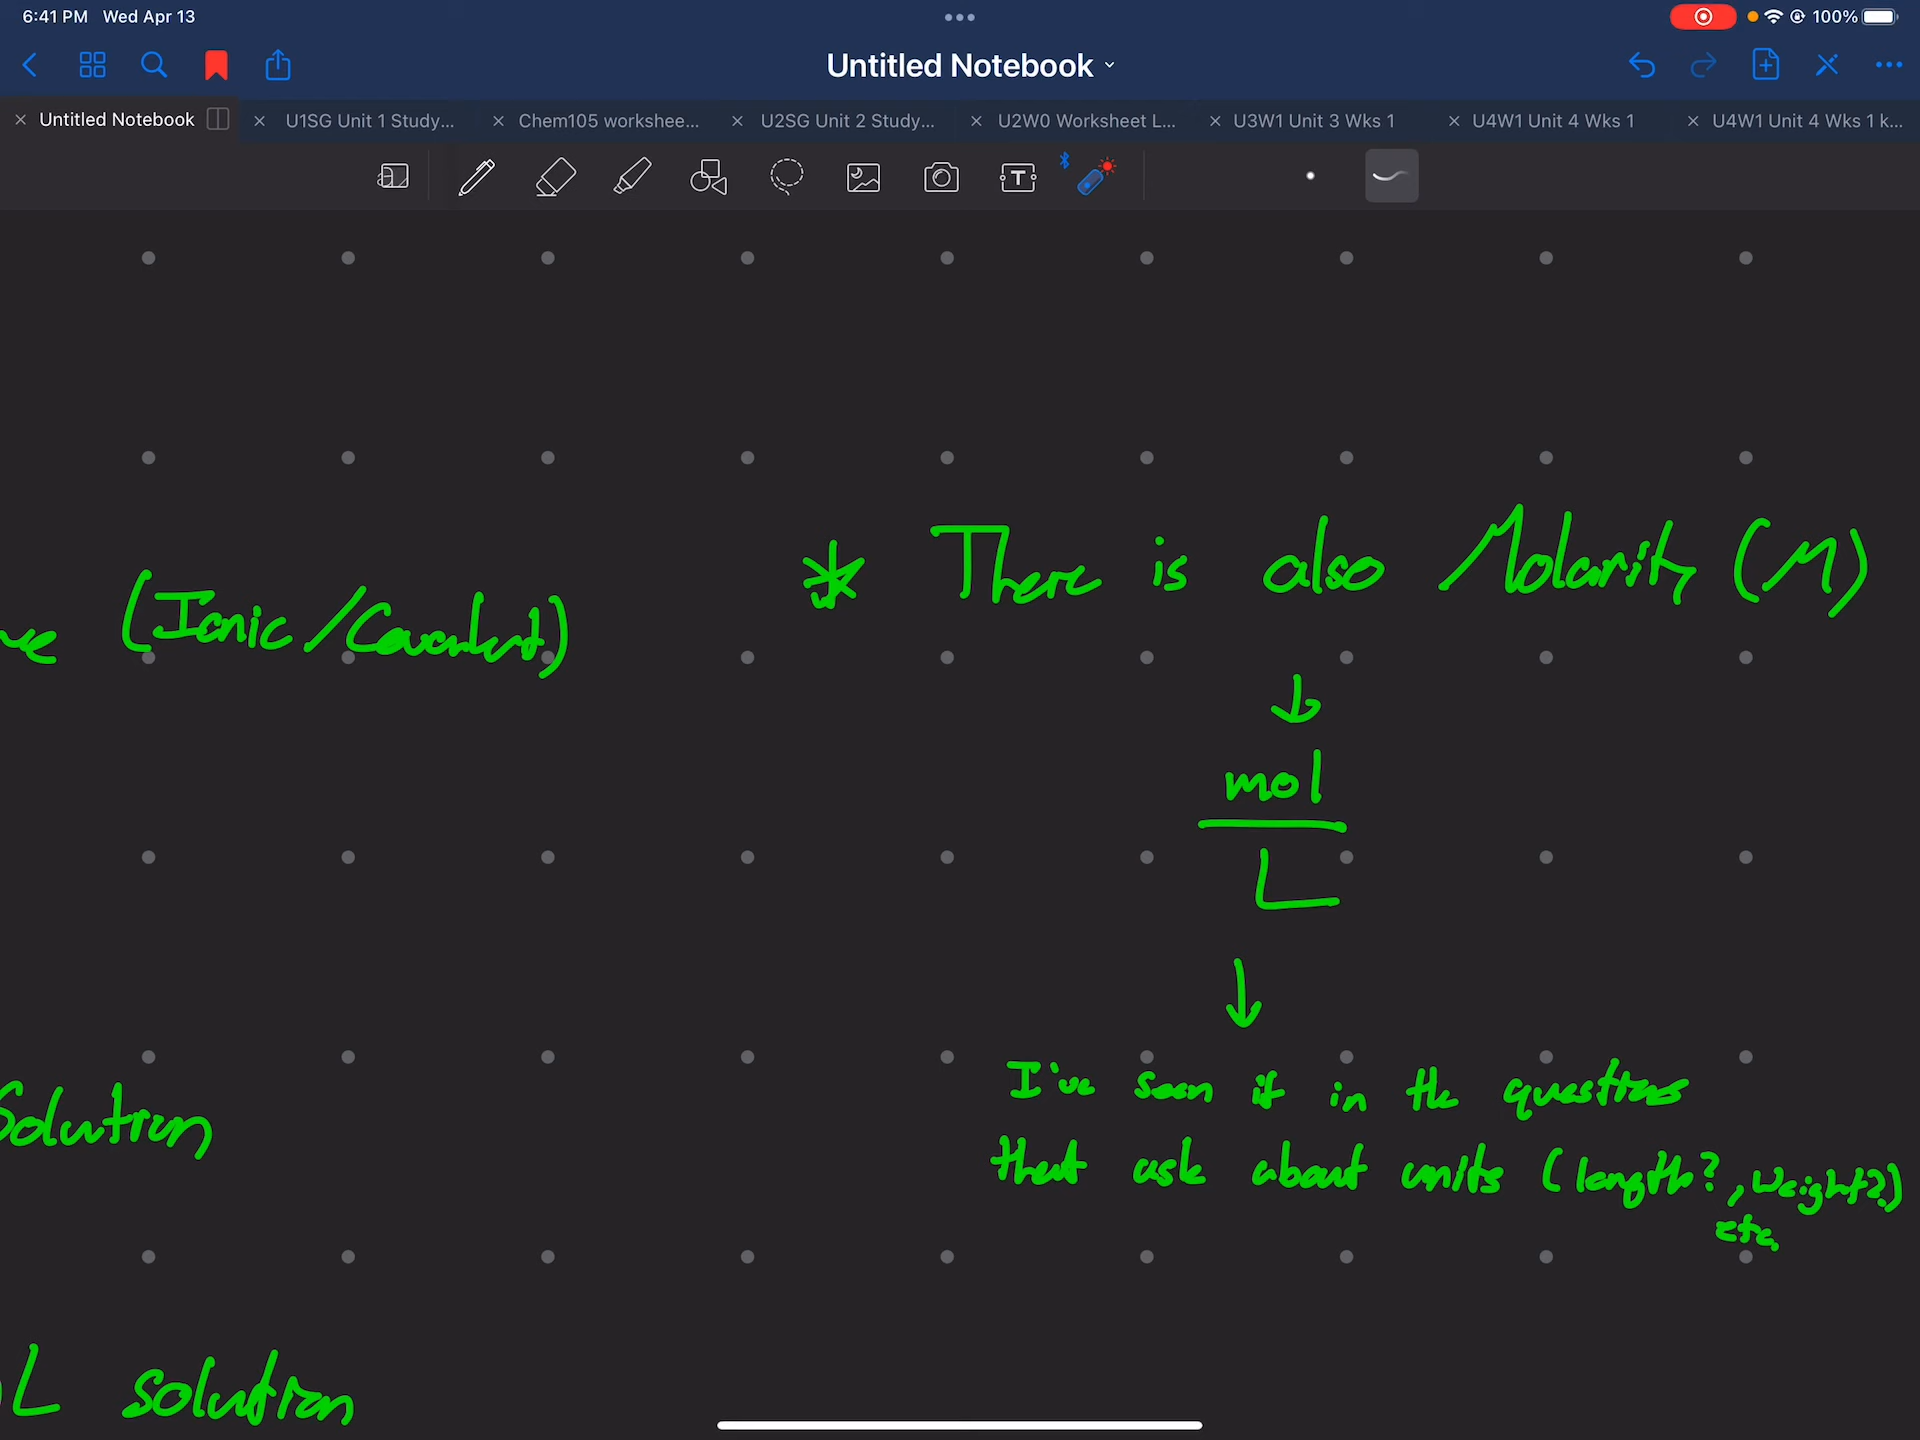 6:41 PM Wed Apr 13
100%
Untitled Notebook
Untitled Notebook
U1SG Unit 1 Study...
Chem105 workshee...
U2SG Unit 2 Study...
U2W0 Worksheet L...
U3W1 Unit 3 Wks 1
U4W1 Unit 4 Wks 1
U4W1 Unit 4 Wks 1 k...
* There is also Molarity (M)
(Ionic/Covalent)
↓
mol
L
↓
I've seen it in the questions
that ask about units (length?, weight?)
etc.
Solution
L solution